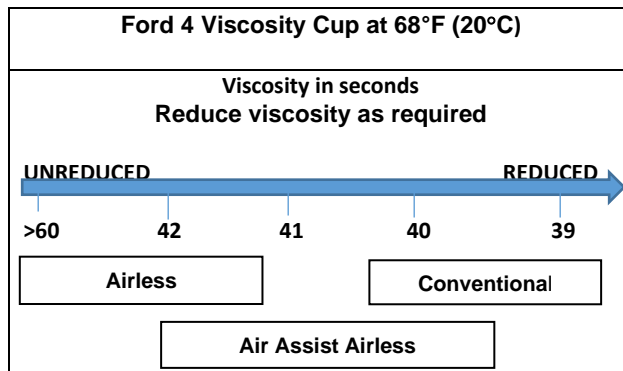 Ford 4 Viscosity Cup at 68°F (20°C)
Viscosity in seconds
Reduce viscosity as required
UNREDUCED REDUCED
>60 42 41 40 39
Airless Conventional
Air Assist Airless